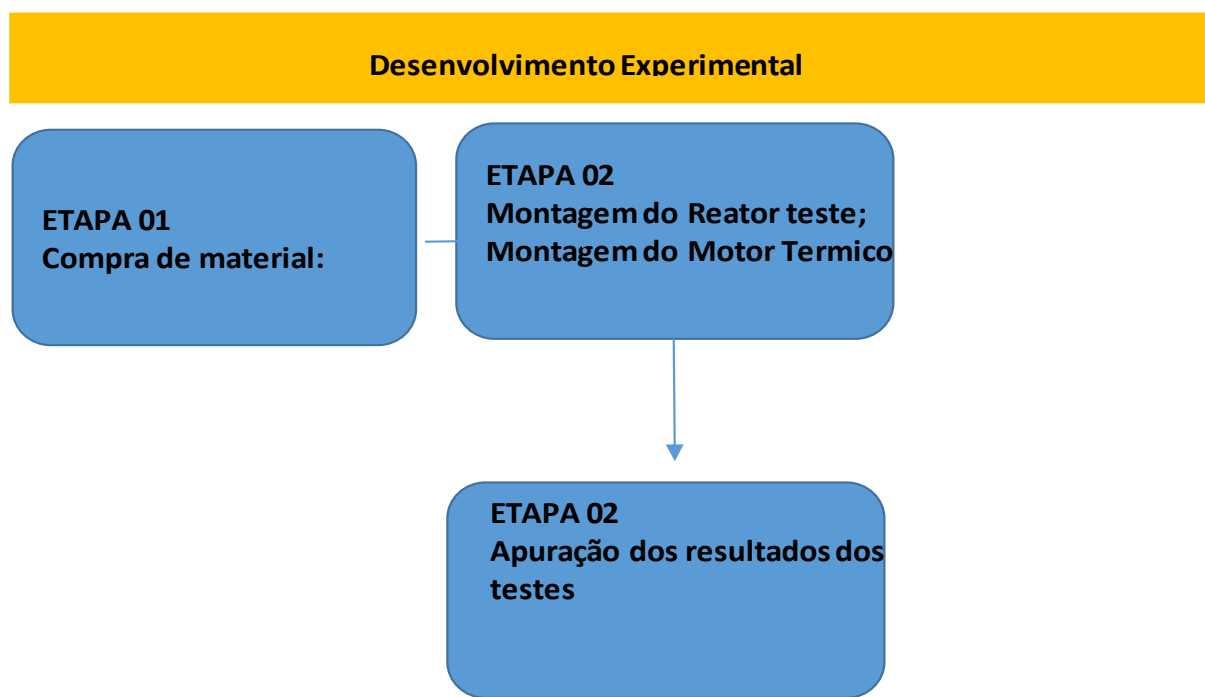 Desenvolvimento Experimental
ETAPA 01
Compra de material:
ETAPA 02
Montagem do Reator teste;
Montagem do Motor Termico
ETAPA 02
Apuração dos resultados dos
testes